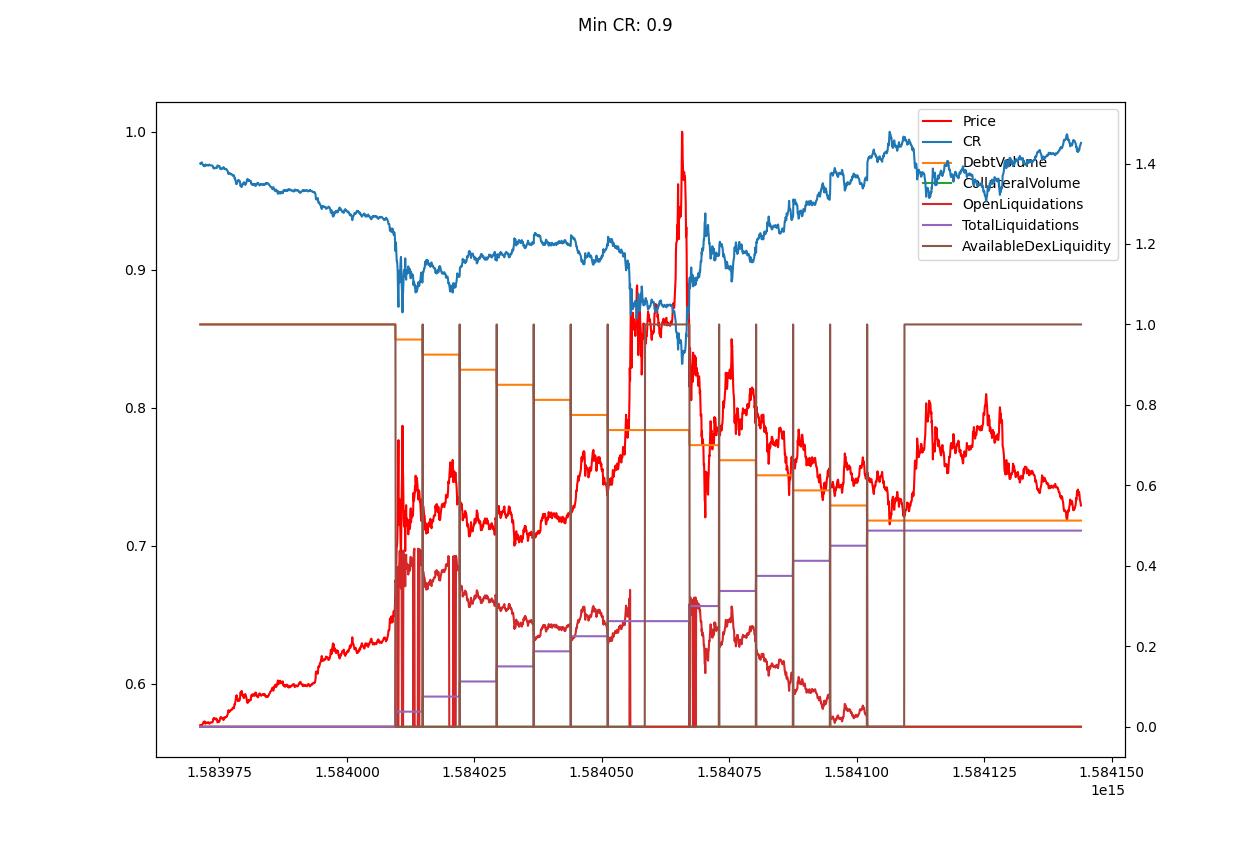 Min CR: 0.9
1.0
0.9
0.8
0.7
0.6
1.4
1.2
1.0
0.8
0.6
0.4
0.2
0.0
Price
CR
DebtVolume
CollateralVolume
OpenLiquidations
TotalLiquidations
AvailableDexLiquidity
1.583975 1.584000 1.584025 1.584050 1.584075 1.584100 1.584125 1.584150
1e15